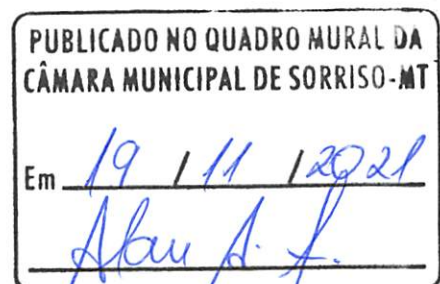 PUBLICADO NO QUADRO MURAL DA
CÂMARA MUNICIPAL DE SORRISO-MT
Em 19 / 11 / 2021